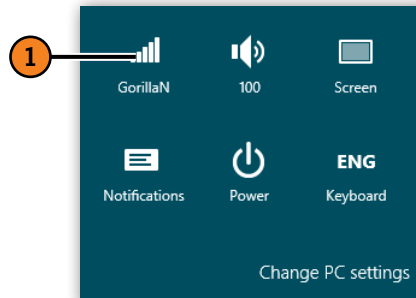 1
GorillaN 100 Screen
ENG
Notifications Power Keyboard
Change PC settings